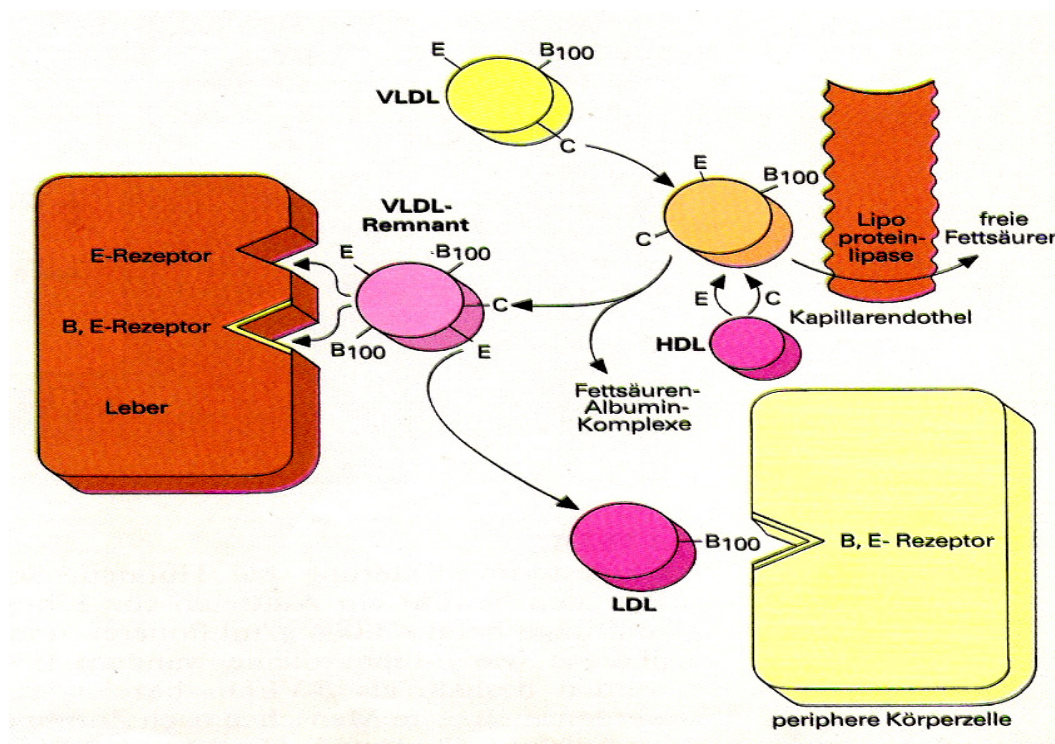 E
B100
VLDL
C
E
B100
C
Lipo
protein-
lipase
freie
Fettsäuren
Kapillarendothel
E
C
HDL
VLDL-
Remnant
E
B100
C
B100
E
E-Rezeptor
B, E-Rezeptor
Leber
Fettsäuren-
Albumin-
Komplexe
B100
LDL
B, E- Rezeptor
periphere Körperzelle